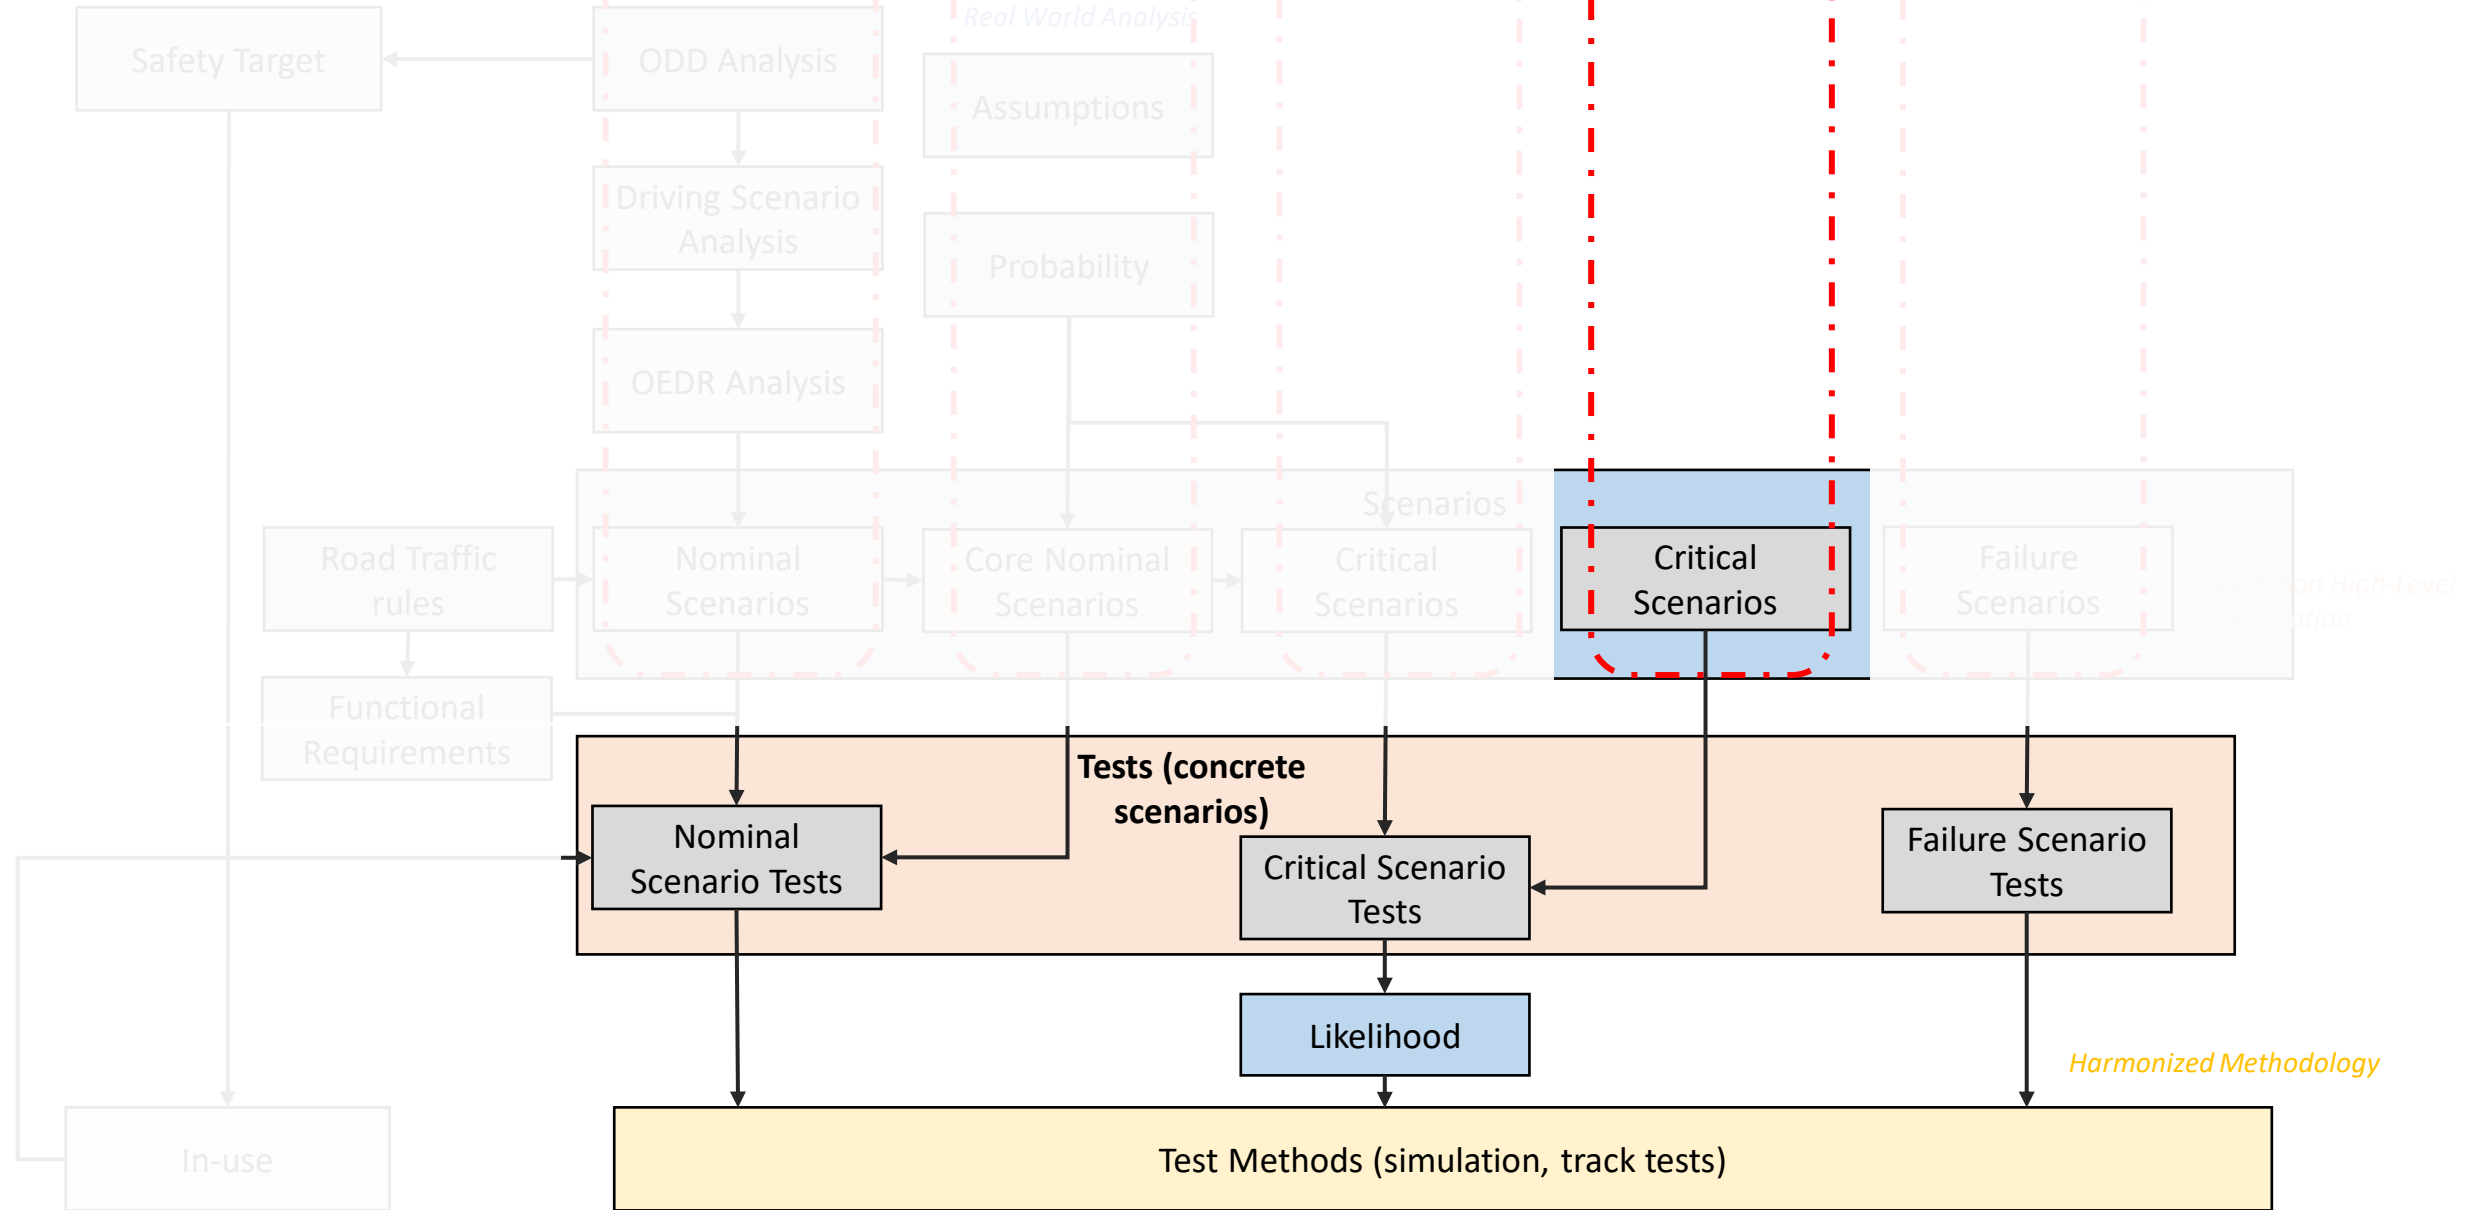 Real World Analysis
Safety Target
ODD Analysis
Assumptions
Driving Scenario
Analysis
Probability
OEDR Analysis
Scenarios
Road Traffic
rules
Nominal
Scenarios
Core Nominal
Scenarios
Critical
Scenarios
Critical
Scenarios
Failure
Scenarios
High-Level
Functional
Requirements
Tests (concrete
scenarios)
Nominal
Scenario Tests
Critical Scenario
Tests
Failure Scenario
Tests
Likelihood
Harmonized Methodology
In-use
Test Methods (simulation, track tests)